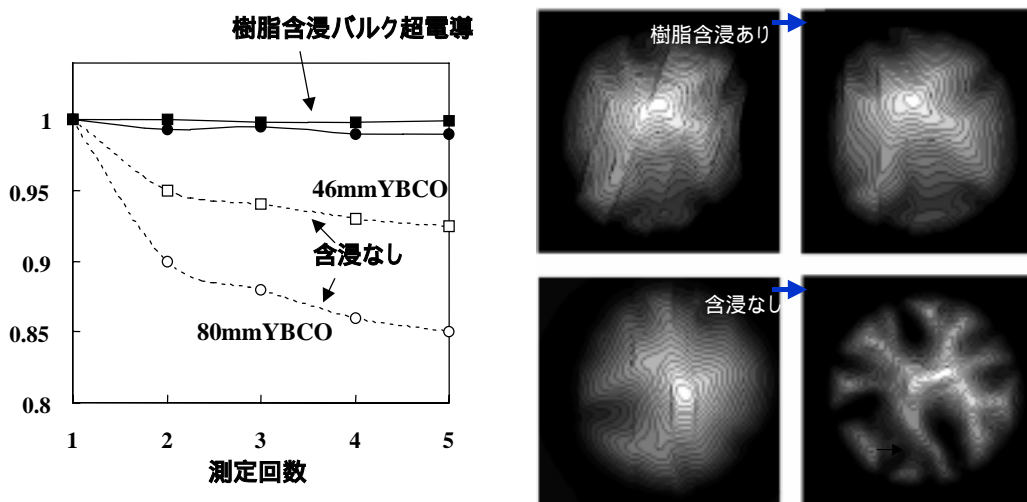 樹脂含浸バルク超電導
1
0.95
0.9
0.85
0.8
46mmYBCO
含浸なし
80mmYBCO
1 2 3 4 5
測定回数
樹脂含浸あり
含浸なし